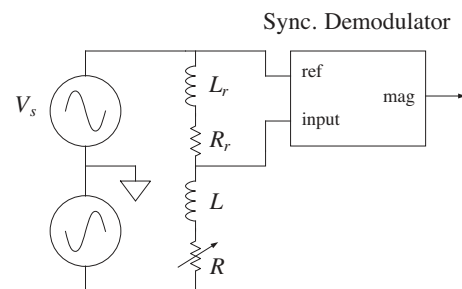 Sync. Demodulator
ref
L_r
V_s
mag
input
R_r
L
R